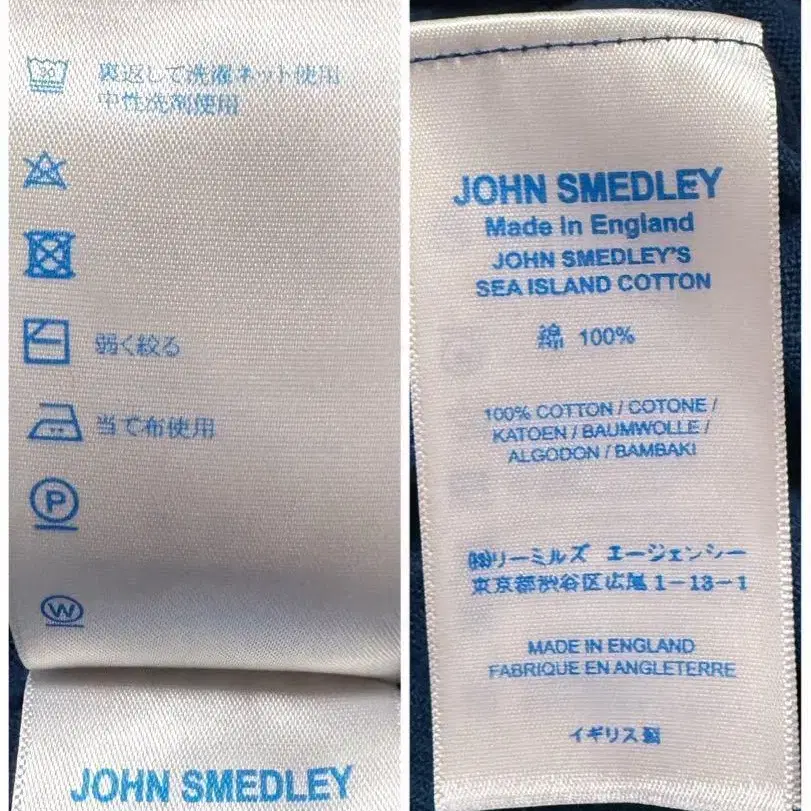 30
裏返して洗濯ネット使用
中性洗剤使用
弱く絞る
当て布使用
P
W
JOHN SMEDLEY
JOHN SMEDLEY
Made in England
JOHN SMEDLEY'S
SEA ISLAND COTTON
綿 100%
100% COTTON / COTONE /
KATOEN / BAUMWOLLE /
ALGODON / BAMBAKI
㈱リーミルズ エージェンシー
東京都渋谷区広尾1-13-1
MADE IN ENGLAND
FABRIQUE EN ANGLETERRE
イギリス製